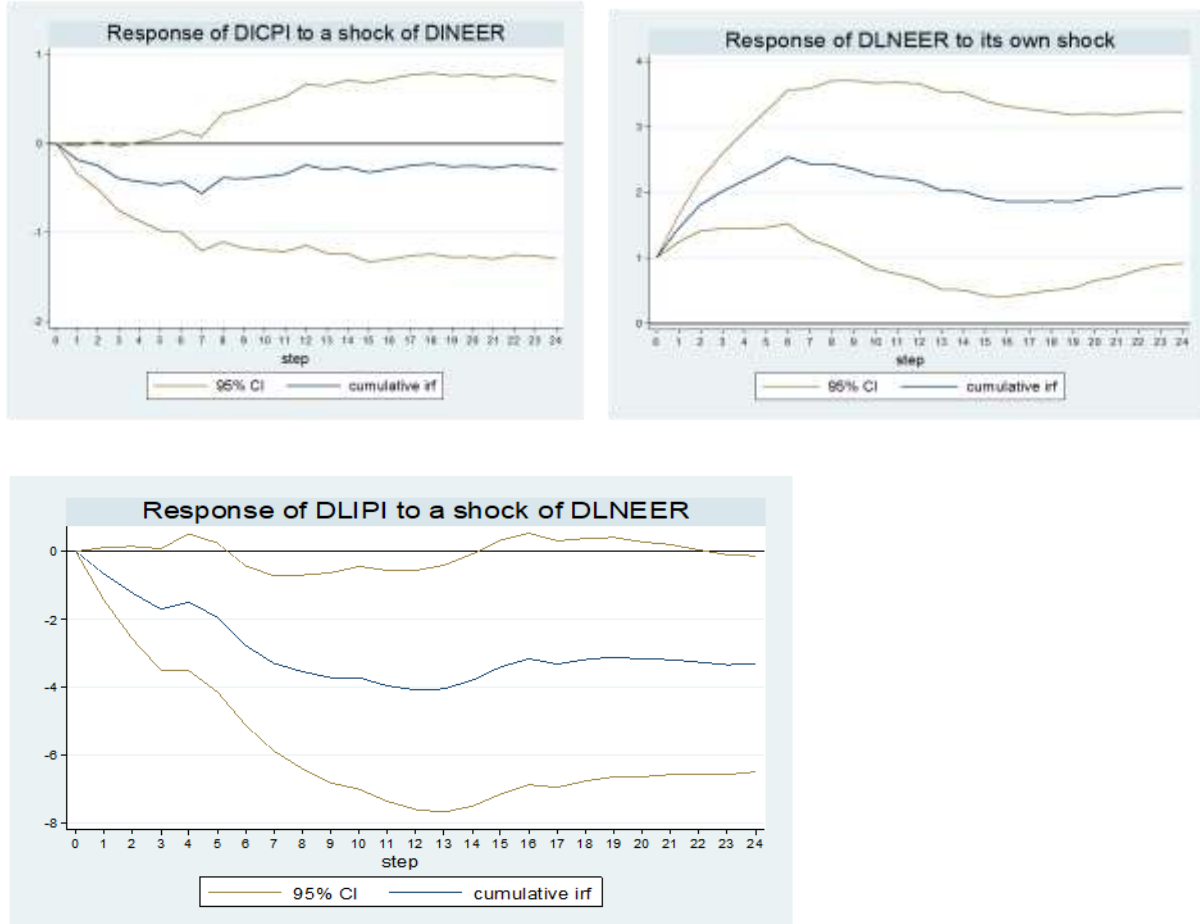 Response of DICPI to a shock of DINEER
1
0
-1
-2
0 1 2 3 4 5 6 7 8 9 10 11 12 13 14 15 16 17 18 19 20 21 22 23 24
step
95% CI cumulative irf
Response of DLNEER to its own shock
4
3
2
1
0
0 1 2 3 4 5 6 7 8 9 10 11 12 13 14 15 16 17 18 19 20 21 22 23 24
step
95% CI cumulative irf
Response of DLIPI to a shock of DLNEER
0
-2
-4
-6
-8
0 1 2 3 4 5 6 7 8 9 10 11 12 13 14 15 16 17 18 19 20 21 22 23 24
step
95% CI cumulative irf